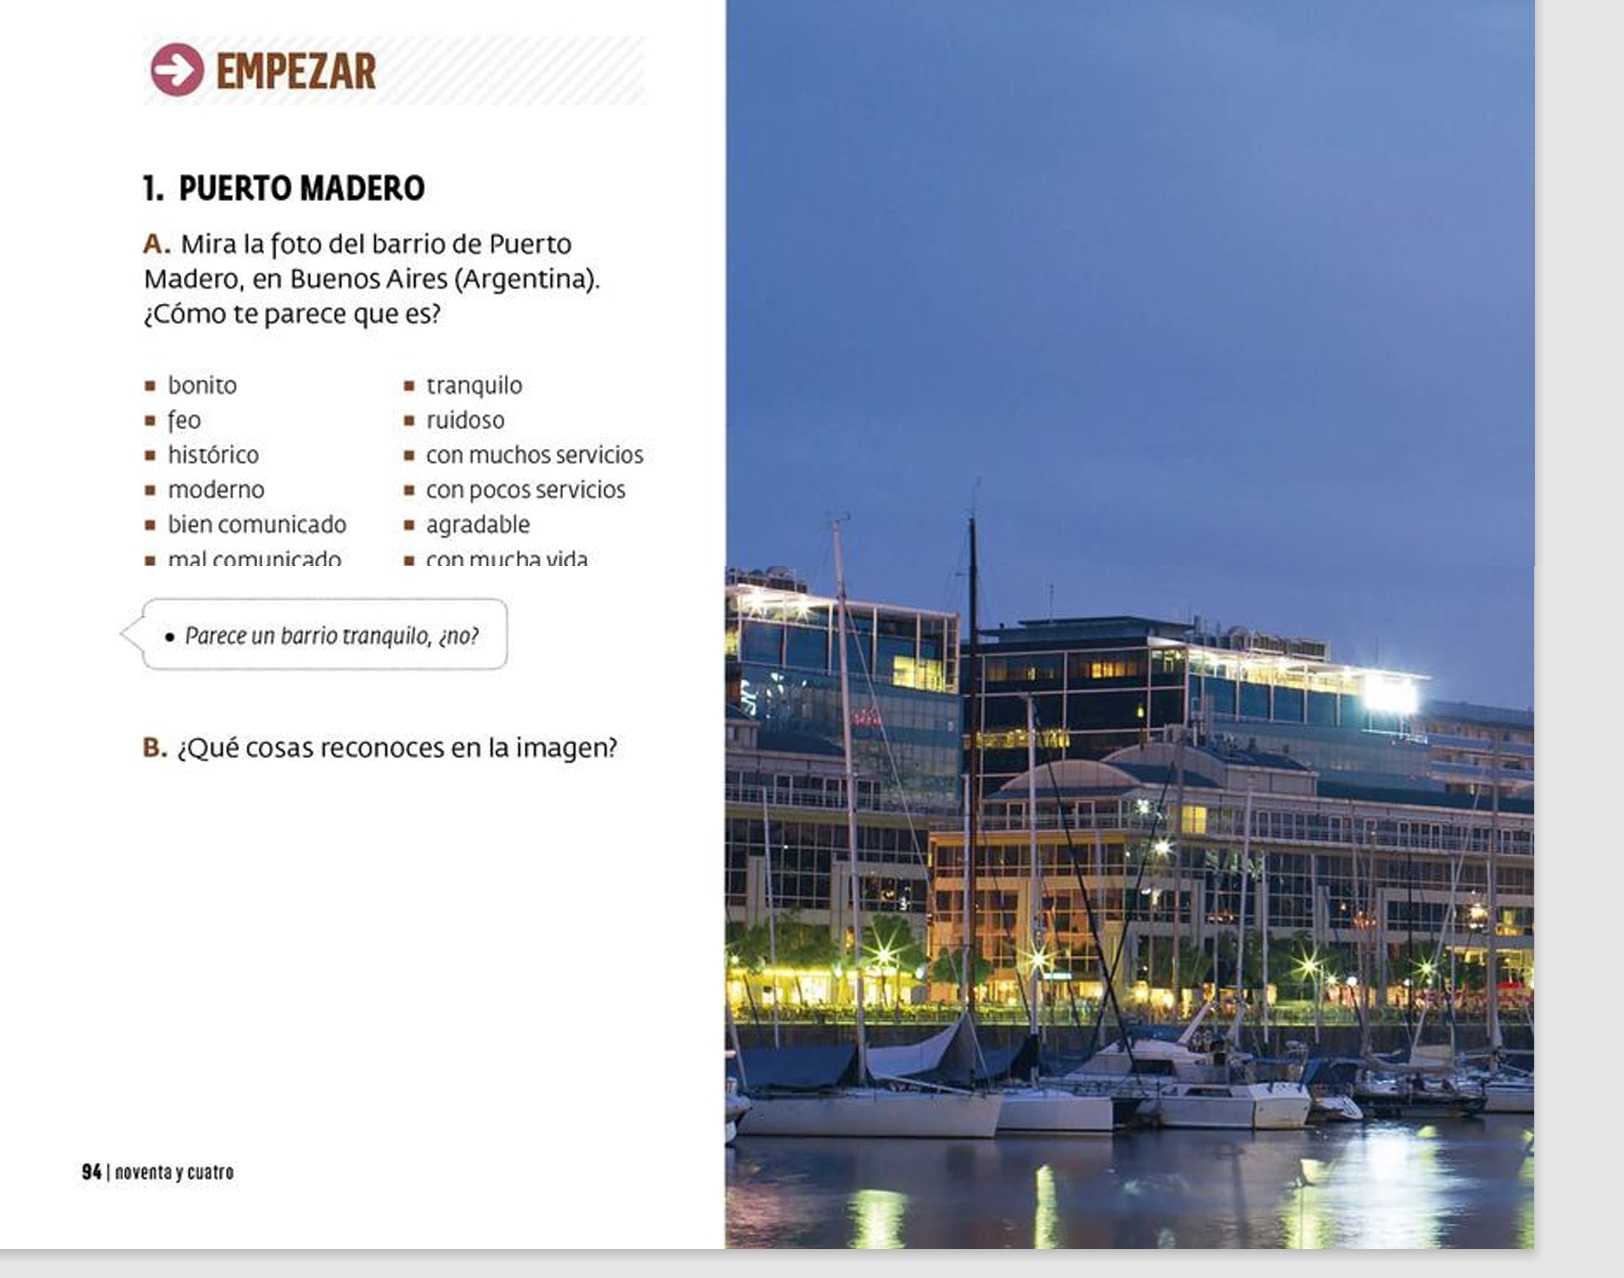 EMPEZAR
1. PUERTO MADERO
A. Mira la foto del barrio de Puerto
Madero, en Buenos Aires (Argentina).
¿Cómo te parece que es?
▪ bonito
▪ feo
▪ histórico
▪ moderno
▪ bien comunicado
▪ mal comunicado
▪ tranquilo
▪ ruidoso
▪ con muchos servicios
▪ con pocos servicios
▪ agradable
▪ con mucha vida
• Parece un barrio tranquilo, ¿no?
B. ¿Qué cosas reconoces en la imagen?
94 | noventa y cuatro